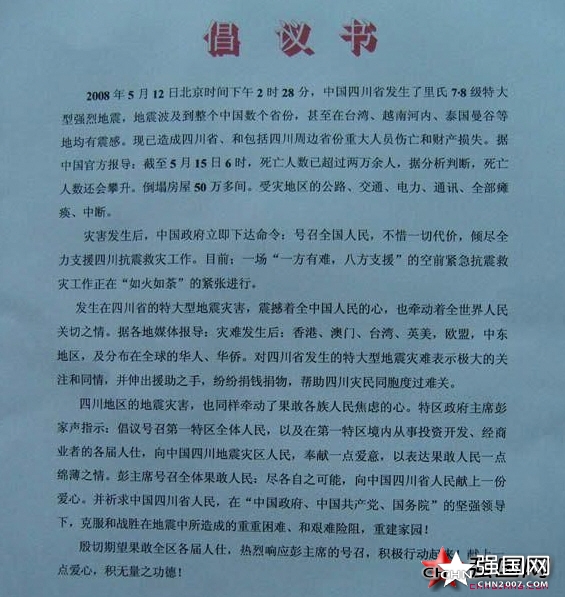 倡议书
2008 年 5 月 12 日北京时间下午 2 时 28 分，中国四川省发生了里氏 7·8 级特大
型强烈地震，地震波及到整个中国数个省份，甚至在台湾、越南河内、泰国曼谷等
地均有震感。现已造成四川省、和包括四川周边省份重大人员伤亡和财产损失。据
中国官方报导：截至 5 月 15 日 6 时，死亡人数已超过两万余人，据分析判断，死亡
人数还会攀升。倒塌房屋 50 万多间。受灾地区的公路、交通、电力、通讯、全部瘫
痪、中断。
灾害发生后，中国政府立即下达命令：号召全国人民，不惜一切代价，倾尽全
力支援四川抗震救灾工作。目前；一场“一方有难，八方支援”的空前紧急抗震救
灾工作正在“如火如荼”的紧张进行。
发生在四川省的特大型地震灾害，震撼着全中国人民的心，也牵动着全世界人民
关切之情。据各地媒体报导：灾难发生后：香港、澳门、台湾、英美，欧盟，中东
地区，及分布在全球的华人、华侨。对四川省发生的特大型地震灾难表示极大的关
注和同情，并伸出援助之手，纷纷捐钱捐物，帮助四川灾民同胞度过难关。
四川地区的地震灾害，也同样牵动了果敢各族人民焦虑的心。特区政府主席彭
家声指示：倡议号召第一特区全体人民，以及在第一特区境内从事投资开发、经商
业者的各届人仕，向中国四川地震灾区人民，奉献一点爱意，以表达果敢人民一点
绵薄之情。彭主席号召全体果敢人民：尽各自之可能，向中国四川省人民献上一份
爱心。并祈求中国四川省人民，在“中国政府、中国共产党、国务院”的坚强领导
下，克服和战胜在地震中所造成的重重困难、和艰难险阻，重建家园！
殷切期望果敢全区各届人仕，热烈响应彭主席的号召，积极行动起来，献上一
点爱心，积无量之功德！
强国网
CHN2007.COM